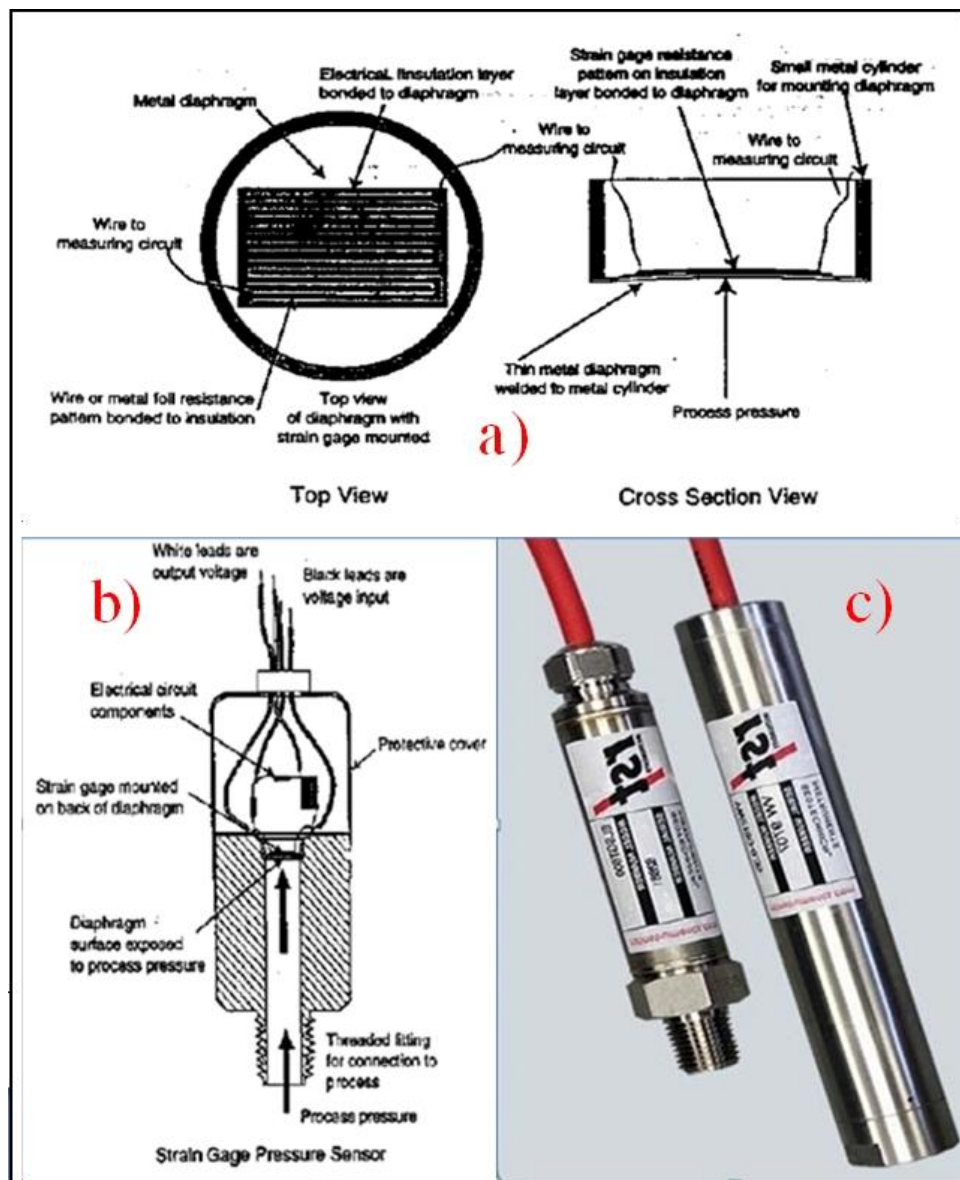 Metal diaphragm
Electrical, Iinsulation layer
bonded to diaphragm
Wire to
measuring circuit
Wire to
measuring circuit
Wire or metal foil resistance
pattern bonded to insulation
Top view
of diaphragm with
strain gage mounted
Top View
Strain gage resistance
pattern on insulation
layer bonded to diaphragm
Small metal cylinder
for mounting diaphragm
Wire to
measuring circuit
Thin metal diaphragm
welded to metal cylinder
Process pressure
Cross Section View
a)
b)
White leads are
output voltage
Black leads are
voltage input
Electrical circuit
components
Protective cover
Strain gage mounted
on back of diaphragm
Diaphragm
surface exposed
to process pressure
Threaded fitting
for connection to
process
Process pressure
Strain Gage Pressure Sensor
c)
rst
rst